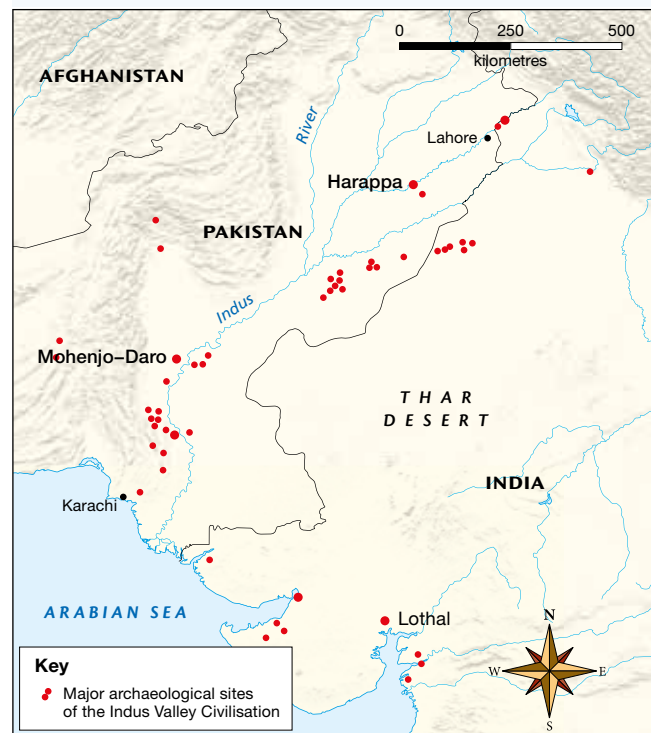 0 250 500
kilometres
AFGHANISTAN
River
Lahore
Harappa
PAKISTAN
Indus
Mohenjo–Daro
THAR
DESERT
INDIA
Karachi
ARABIAN SEA
Lothal
N
W E
S
Key
Major archaeological sites
of the Indus Valley Civilisation